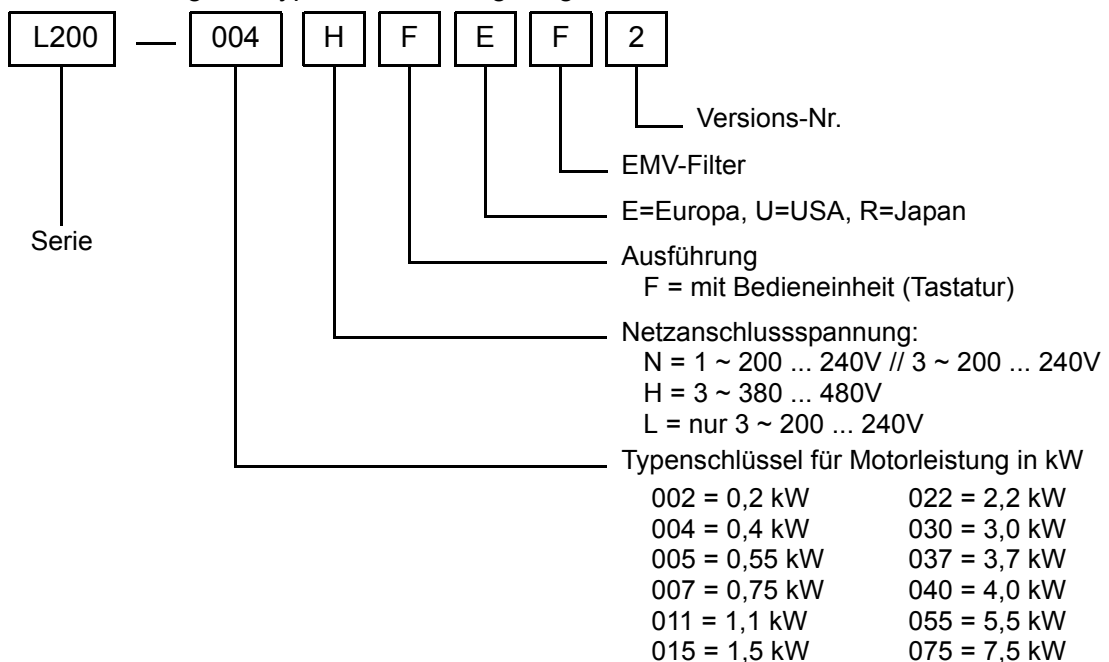 L200 — 004 H F E F 2
Versions-Nr.
EMV-Filter
E=Europa, U=USA, R=Japan
Serie
Ausführung
F = mit Bedieneinheit (Tastatur)
Netzanschlussspannung:
N = 1 ~ 200 ... 240V // 3 ~ 200 ... 240V
H = 3 ~ 380 ... 480V
L = nur 3 ~ 200 ... 240V
Typenschlüssel für Motorleistung in kW
002 = 0,2 kW 022 = 2,2 kW
004 = 0,4 kW 030 = 3,0 kW
005 = 0,55 kW 037 = 3,7 kW
007 = 0,75 kW 040 = 4,0 kW
011 = 1,1 kW 055 = 5,5 kW
015 = 1,5 kW 075 = 7,5 kW